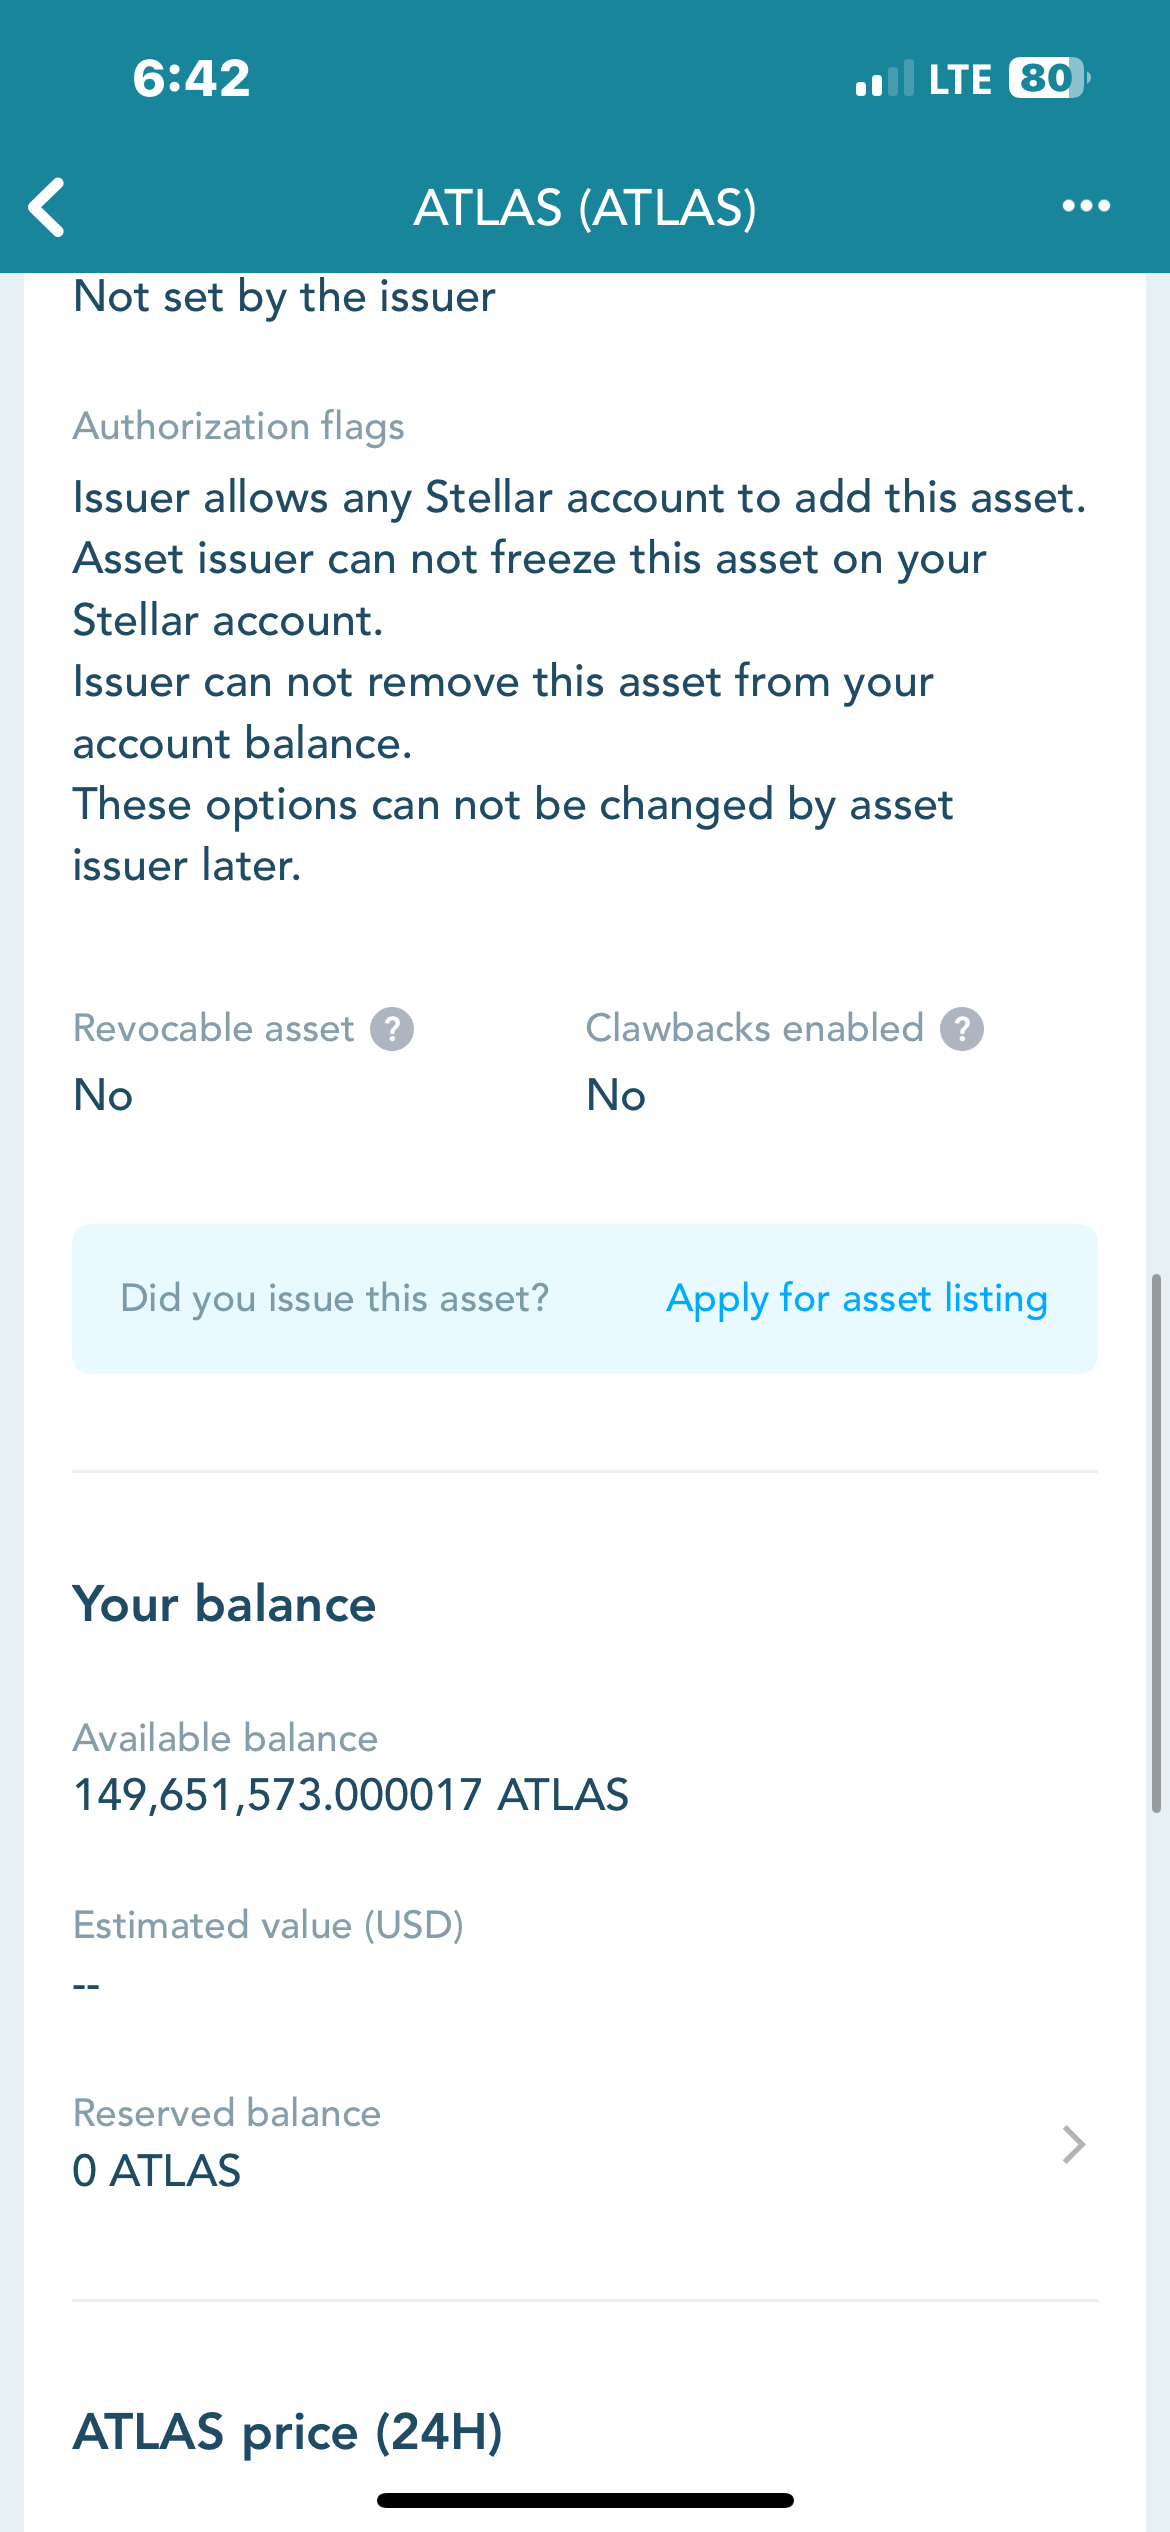 6:42
LTE 80
ATLAS (ATLAS)
Not set by the issuer
Authorization flags
Issuer allows any Stellar account to add this asset.
Asset issuer can not freeze this asset on your
Stellar account.
Issuer can not remove this asset from your
account balance.
These options can not be changed by asset
issuer later.
Revocable asset ?
Clawbacks enabled ?
No
No
Did you issue this asset?
Apply for asset listing
Your balance
Available balance
149,651,573.000017 ATLAS
Estimated value (USD)
--
Reserved balance
0 ATLAS
ATLAS price (24H)